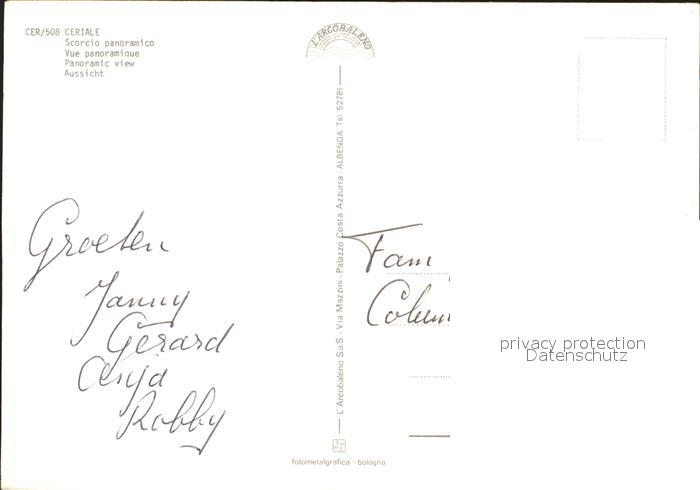 CER/508 CERIALE
Scorcio panoramico
Vue panoramique
Panoramic view
Aussicht
L'ARCOBALENO
L'Arcobaleno S.a.S - Via Mazzini - Palazzo Costa Azzurra - ALBENGA Tel. 52781
Groeten
Janny
Gerard
Anja
Robby
Fam
privacy protection
Datenschutz
fotometalgrafica - bologna